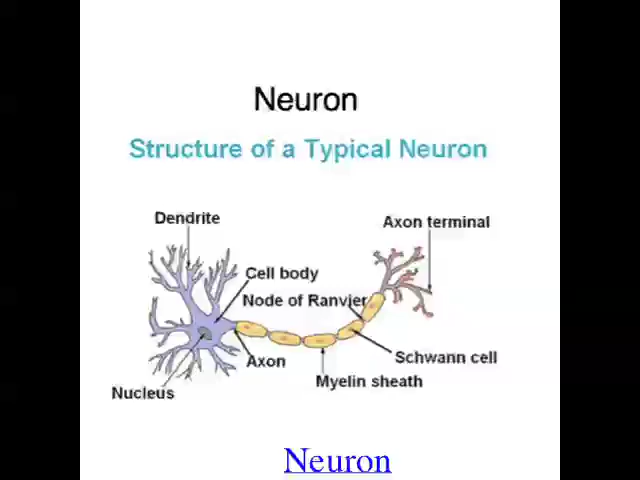 Neuron
Structure of a Typical Neuron
Dendrite
Axon terminal
Cell body
Node of Ranvier
Axon
Schwann cell
Myelin sheath
Nucleus
Neuron